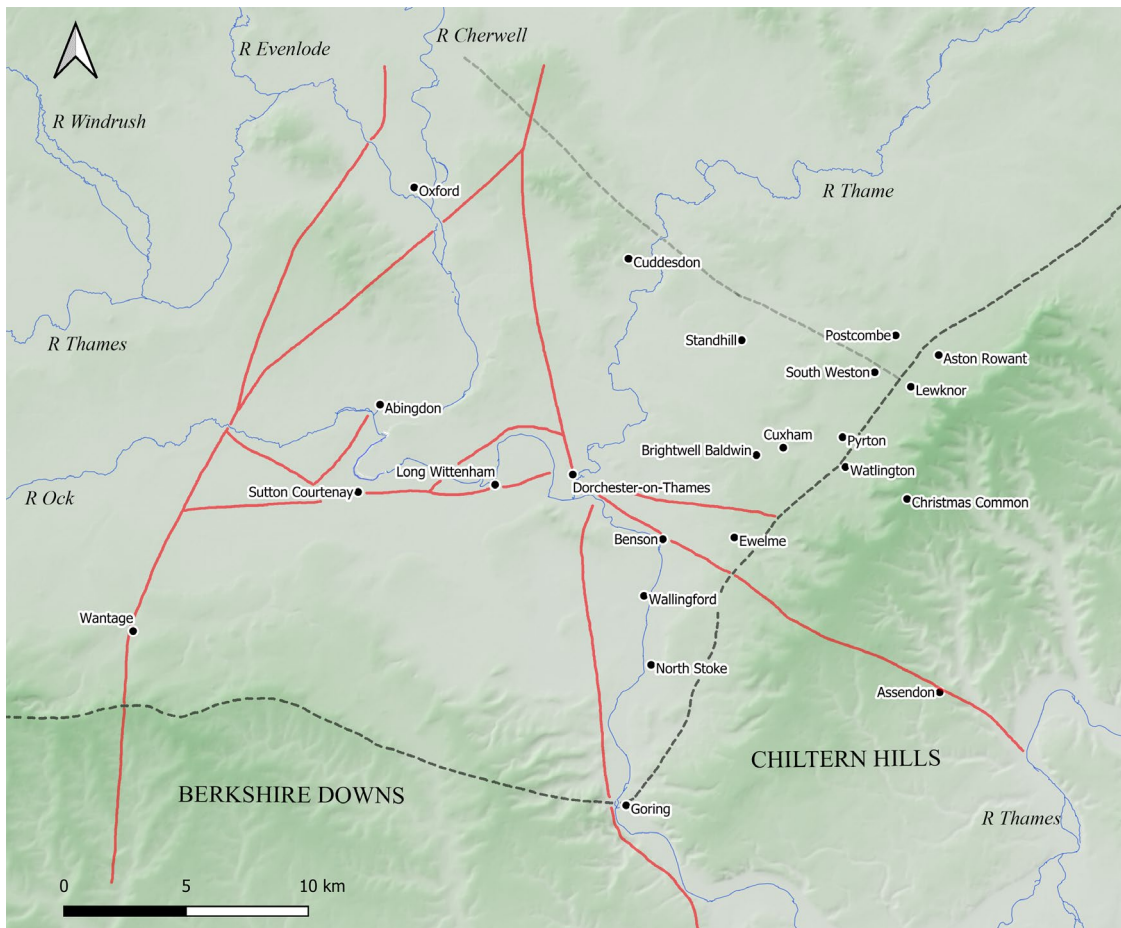 R Cherwell
R Evenlode
R Windrush
Oxford
R Thame
Cuddesdon
R Thames
Standhill
Postcombe
Aston Rowant
South Weston
Lewknor
Abingdon
Cuxham
Pyrton
Brightwell Baldwin
Long Wittenham
Watlington
Dorchester-on-Thames
Sutton Courtenay
R Ock
Christmas Common
Benson
Ewelme
Wallingford
Wantage
North Stoke
Assendon
CHILTERN HILLS
BERKSHIRE DOWNS
Goring
R Thames
0 5 10 km